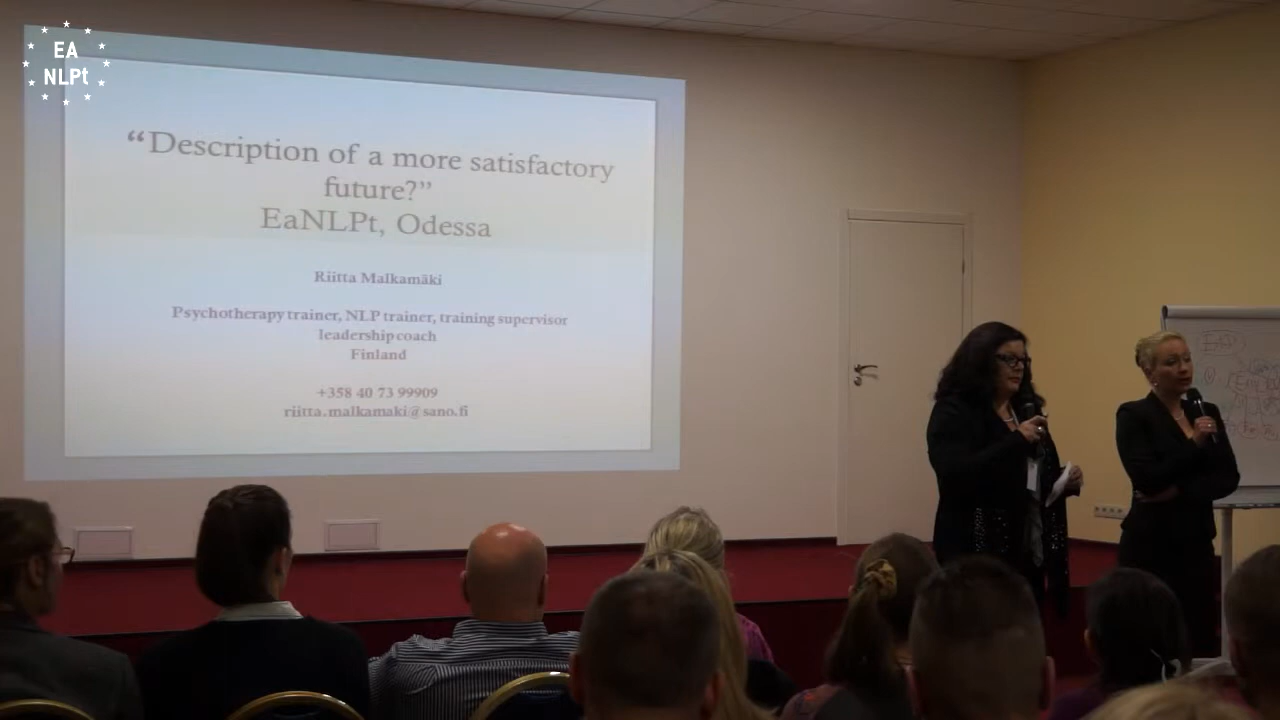 EA
NLPt
“Description of a more satisfactory
future?”
EaNLPt, Odessa
Riitta Malkamäki
Psychotherapy trainer, NLP trainer, training supervisor
leadership coach
Finland
+358 40 73 99909
riitta.malkamaki@sano.fi